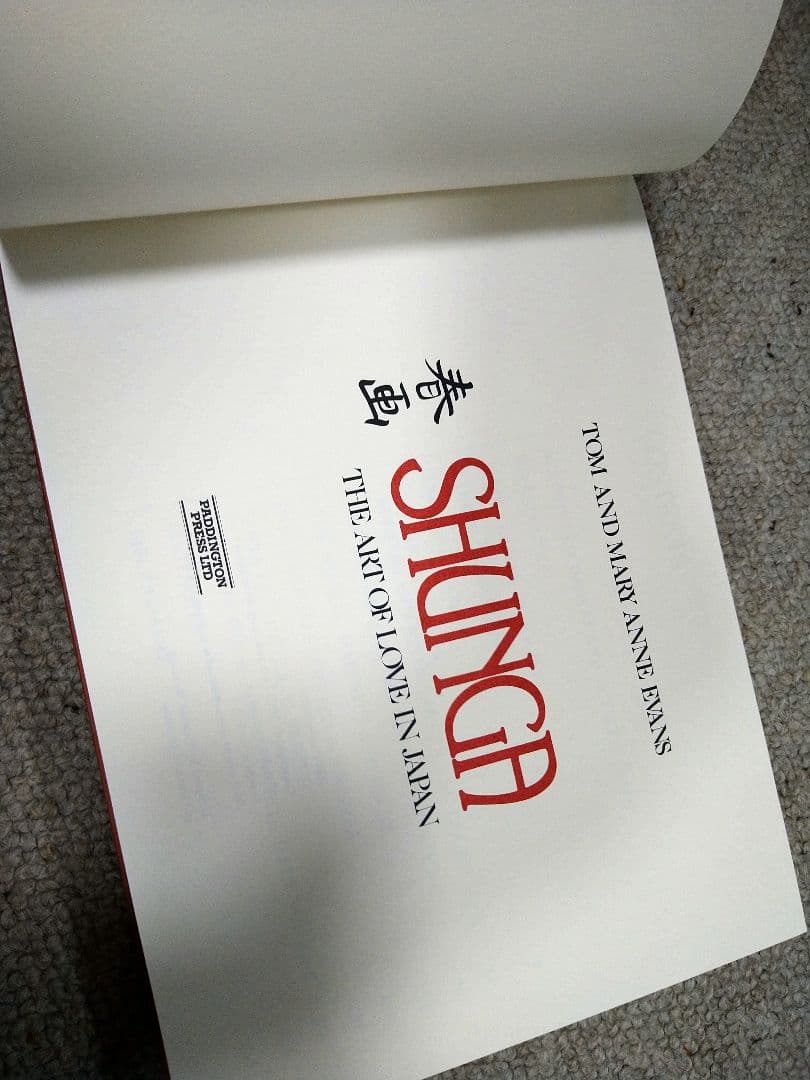 TOM AND MARY ANNE EVANS
春画
SHUNGA
THE ART OF LOVE IN JAPAN
PADDINGTON
PRESS LTD